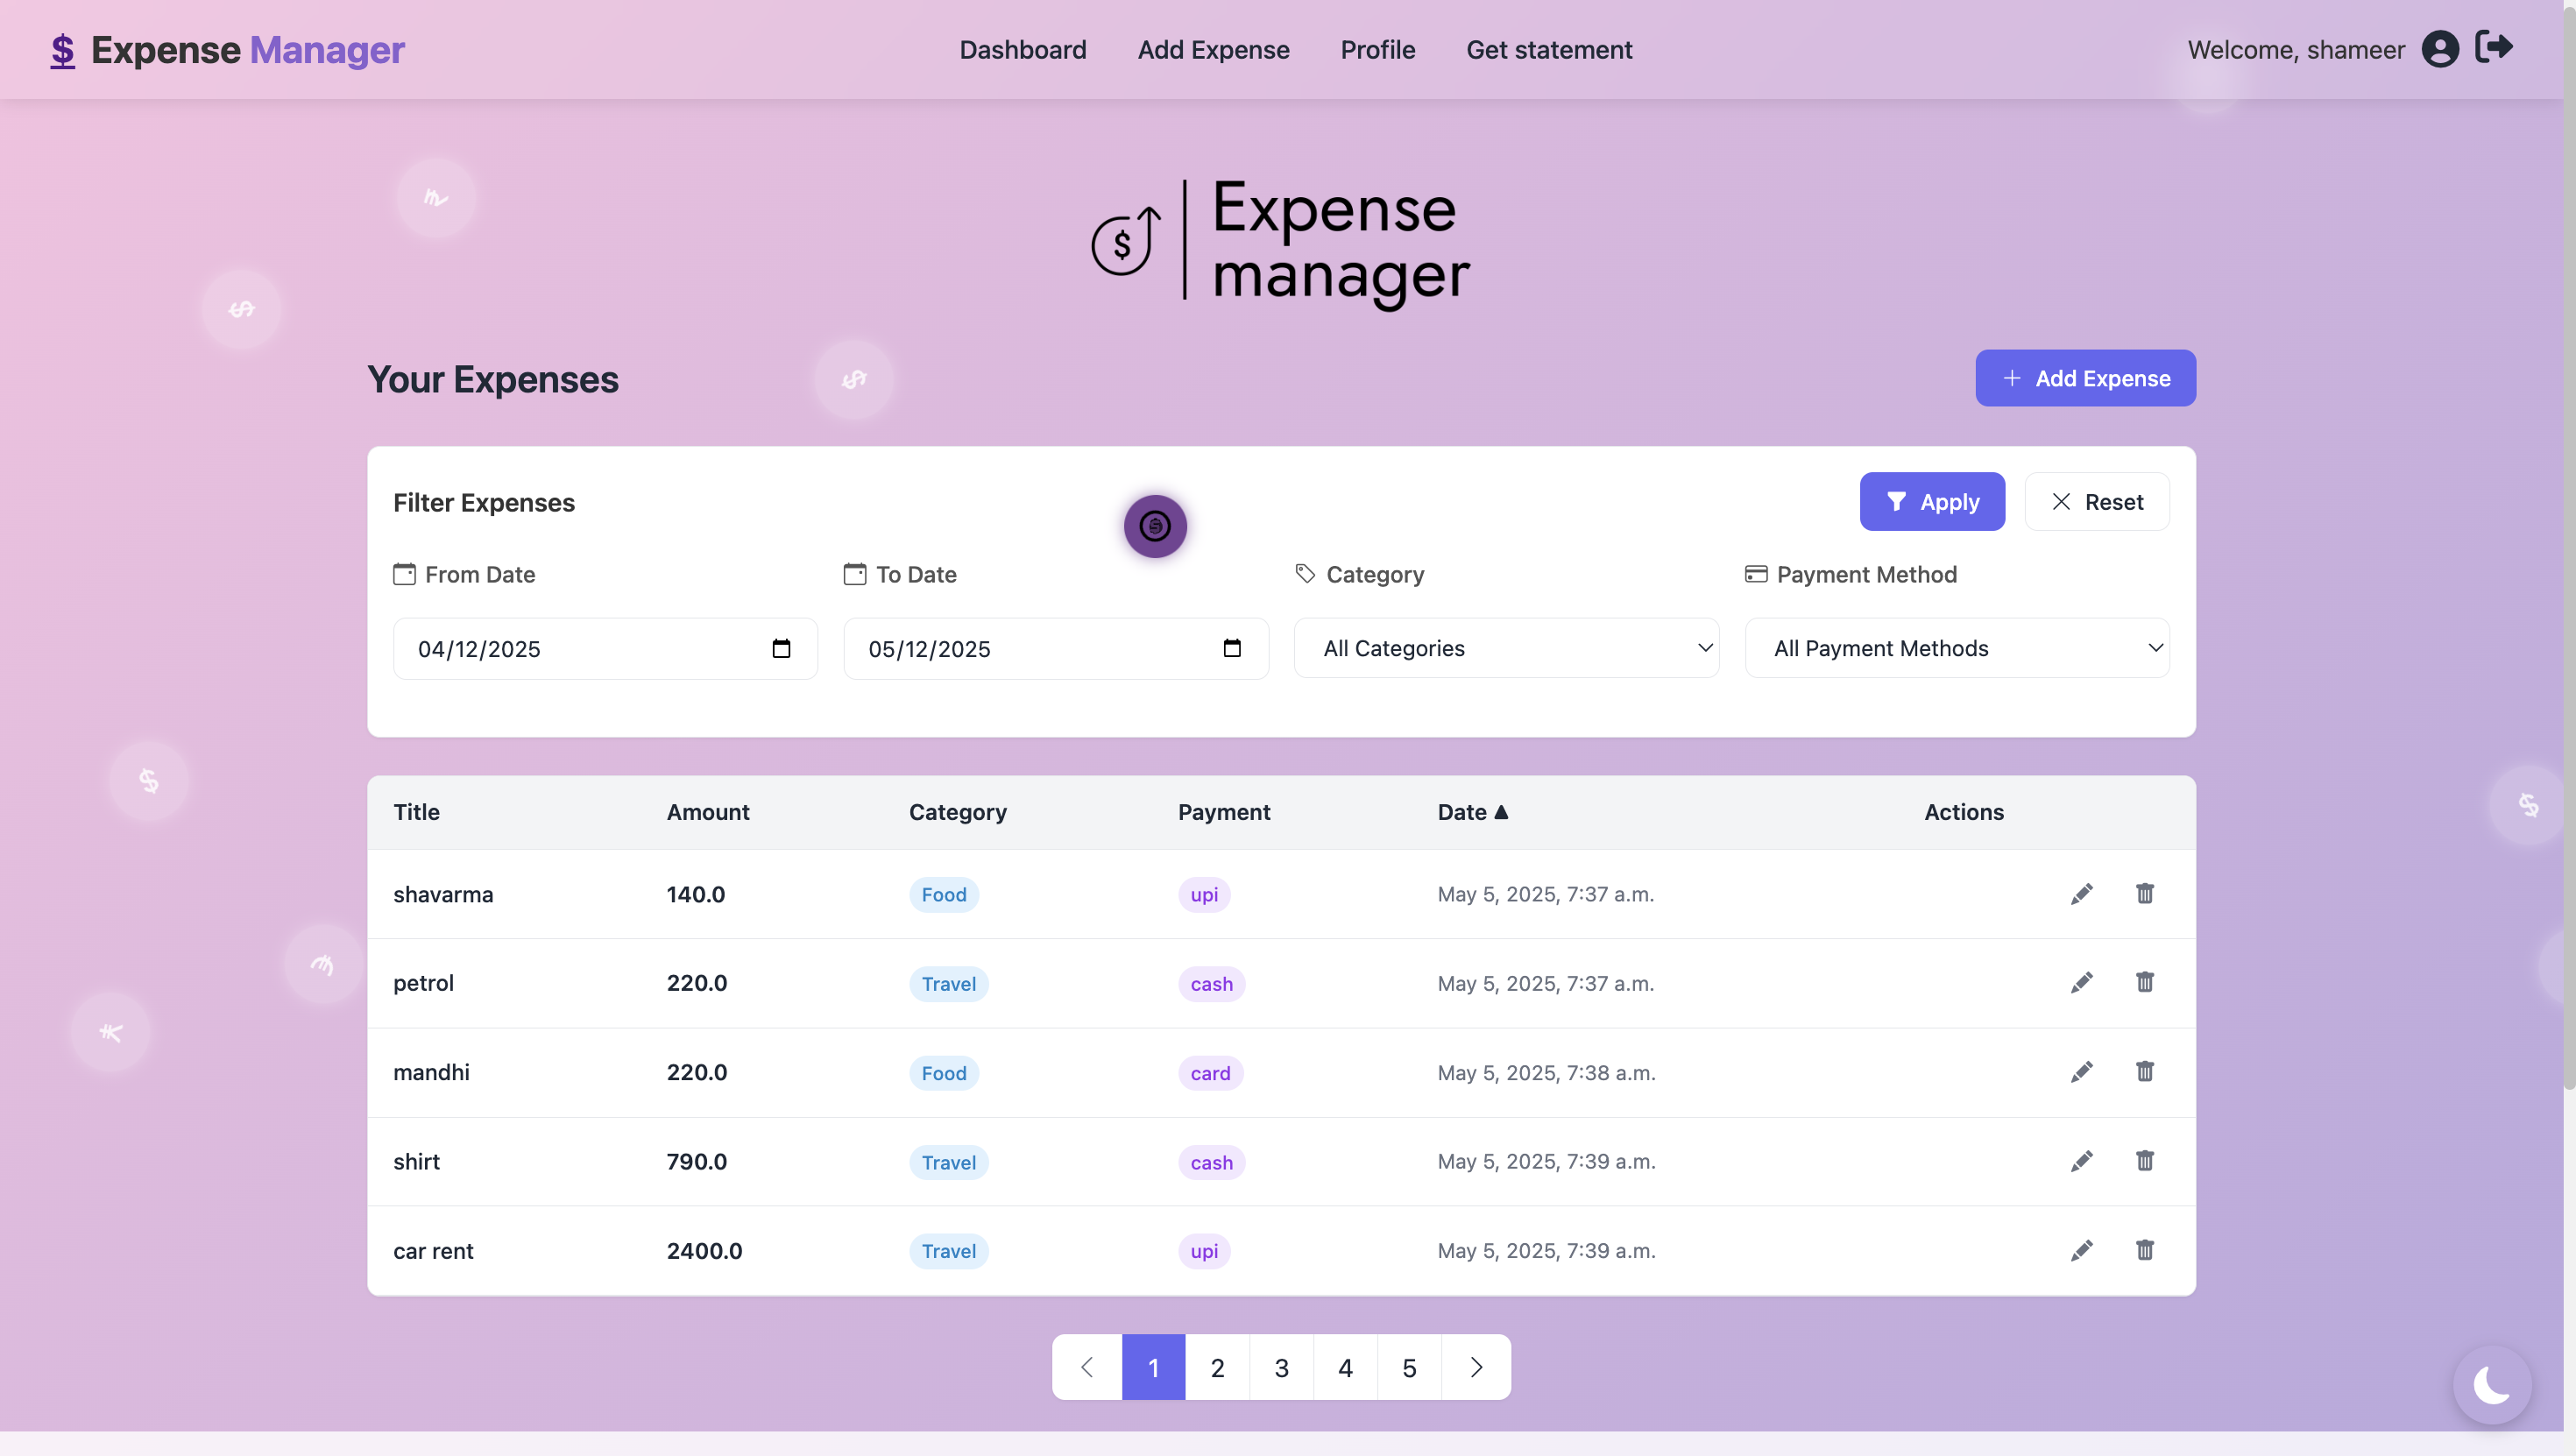 $ Expense Manager
Dashboard
Add Expense
Profile
Get statement
Welcome, shameer
$
Expense
manager
Your Expenses
+ Add Expense
Filter Expenses
Apply
Reset
From Date
To Date
Category
Payment Method
04/12/2025
05/12/2025
All Categories
All Payment Methods
Title Amount Category Payment Date ▲ Actions
shavarma 140.0 Food upi May 5, 2025, 7:37 a.m.
petrol 220.0 Travel cash May 5, 2025, 7:37 a.m.
mandhi 220.0 Food card May 5, 2025, 7:38 a.m.
shirt 790.0 Travel cash May 5, 2025, 7:39 a.m.
car rent 2400.0 Travel upi May 5, 2025, 7:39 a.m.
1 2 3 4 5